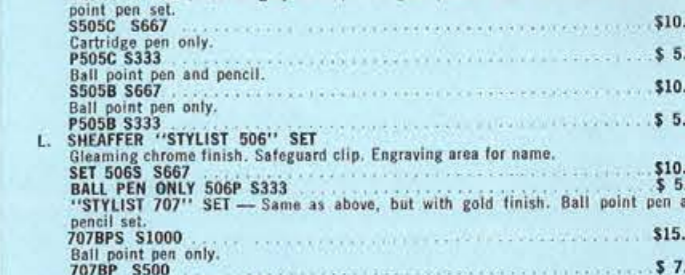 point pen set.
S505C S667 ........ $10.
Cartridge pen only.
P505C S333 ........ $ 5.
Ball point pen and pencil.
S505B S667 ........ $10.
Ball point pen only.
P505B S333 ........ $ 5.
L. SHEAFFER "STYLIST 506" SET
Gleaming chrome finish. Safeguard clip. Engraving area for name.
SET 506S S667 ........ $10.
BALL PEN ONLY 506P S333 ........ $ 5.
"STYLIST 707" SET — Same as above, but with gold finish. Ball point pen a
pencil set.
707BPS S1000 ........ $15.
Ball point pen only.
707BP S500 ........ $ 7.